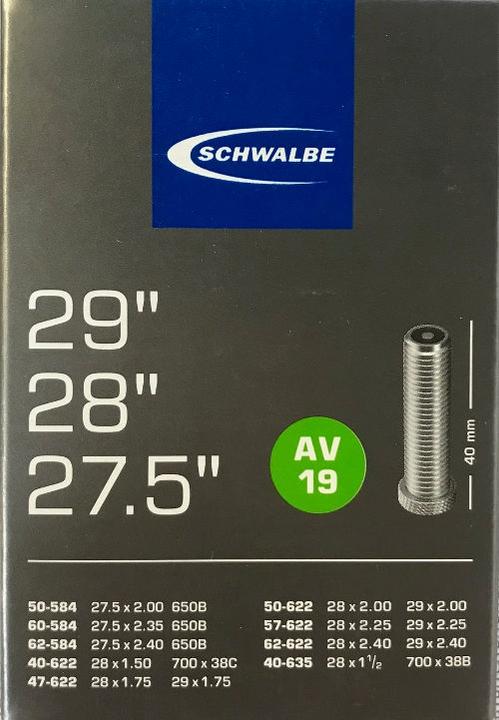 SCHWALBE
29"
28"
27.5"
AV
19
40 mm
50-584 27.5 x 2.00 650B
60-584 27.5 x 2.35 650B
62-584 27.5 x 2.40 650B
40-622 28 x 1.50 700 x 38C
47-622 28 x 1.75 29 x 1.75
50-622 28 x 2.00 29 x 2.00
57-622 28 x 2.25 29 x 2.25
62-622 28 x 2.40 29 x 2.40
40-635 28 x 1 1/2 700 x 38B